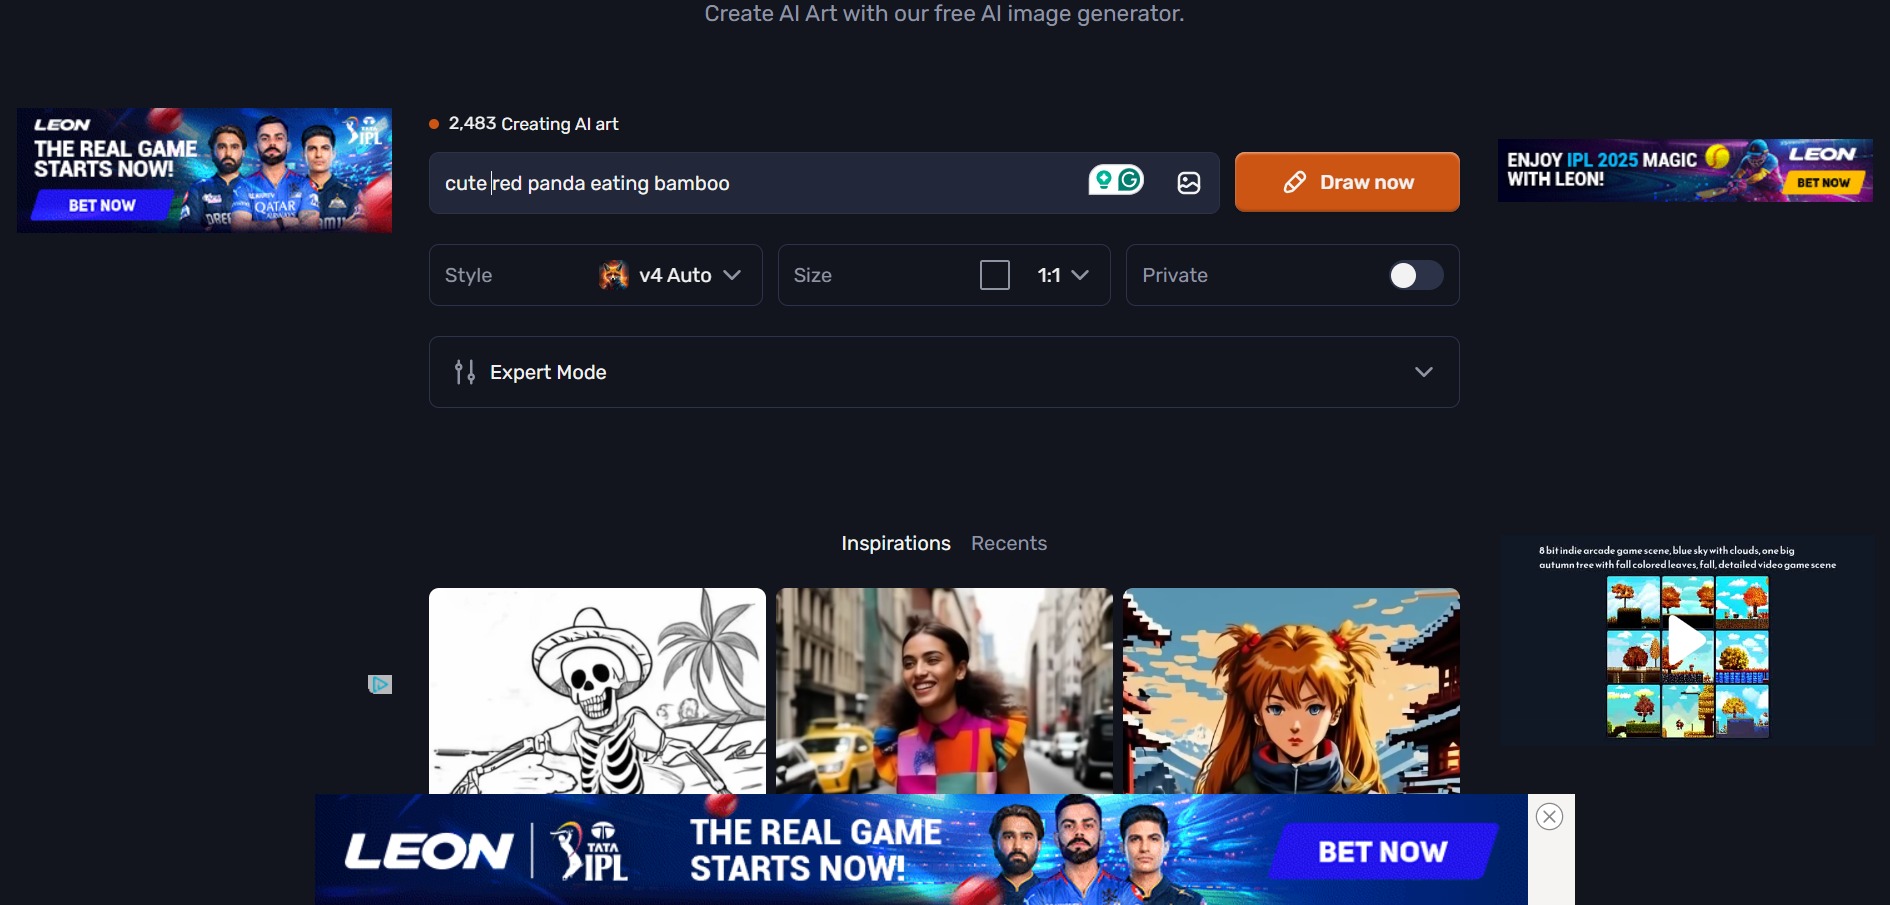 Create AI Art with our free AI image generator.
LEON
THE REAL GAME
STARTS NOW!
BET NOW
TATA
IPL
QATAR
AIRWAYS
2,483 Creating AI art
cute red panda eating bamboo
Draw now
ENJOY IPL 2025 MAGIC
WITH LEON!
LEON
BET NOW
Style
v4 Auto
Size
1:1
Private
Expert Mode
Inspirations
Recents
8 bit indie arcade game scene, blue sky with clouds, one big
autumn tree with fall colored leaves, fall, detailed video game scene
LEON
TATA
IPL
THE REAL GAME
STARTS NOW!
BET NOW